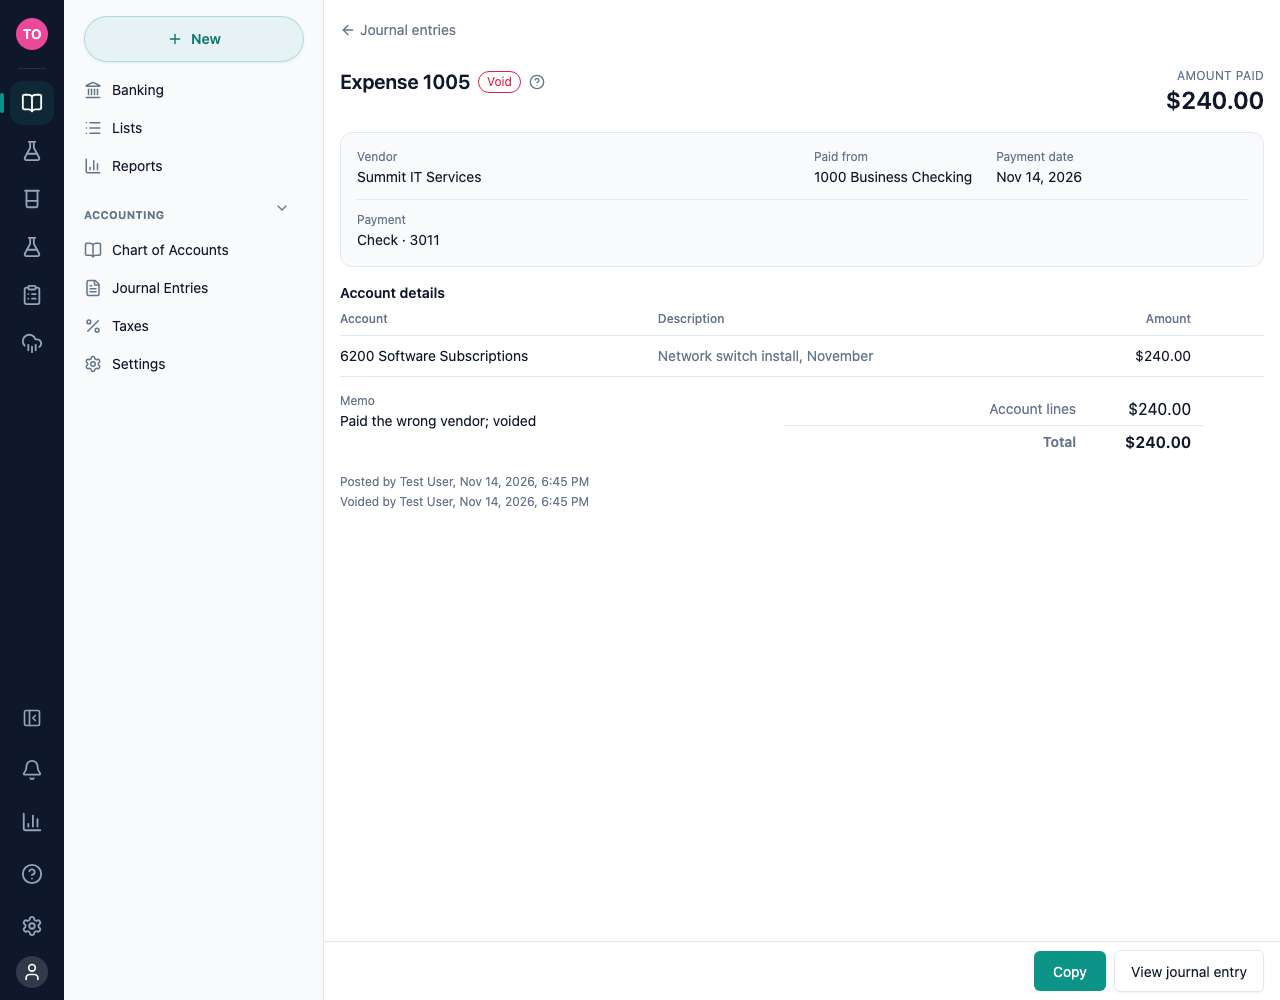 TO
New
Banking
Lists
Reports
ACCOUNTING
Chart of Accounts
Journal Entries
Taxes
Settings
Journal entries
Expense 1005 Void
AMOUNT PAID
$240.00
Vendor Paid from Payment date
Summit IT Services 1000 Business Checking Nov 14, 2026
Payment
Check · 3011
Account details
Account Description Amount
6200 Software Subscriptions Network switch install, November $240.00
Memo
Paid the wrong vendor; voided
Account lines $240.00
Total $240.00
Posted by Test User, Nov 14, 2026, 6:45 PM
Voided by Test User, Nov 14, 2026, 6:45 PM
Copy View journal entry